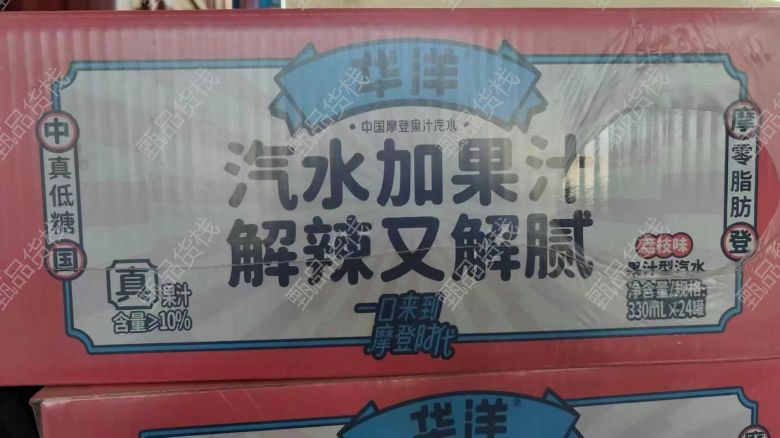 华洋
中国摩登果汁汽水
汽水加果汁
解辣又解腻
中
真低糖
国
摩
零脂肪
登
真
果汁
含量≥10%
一口来到
摩登时代
荔枝味
果汁型汽水
净含量/规格:
330mL×24罐
华洋®
甄品货栈